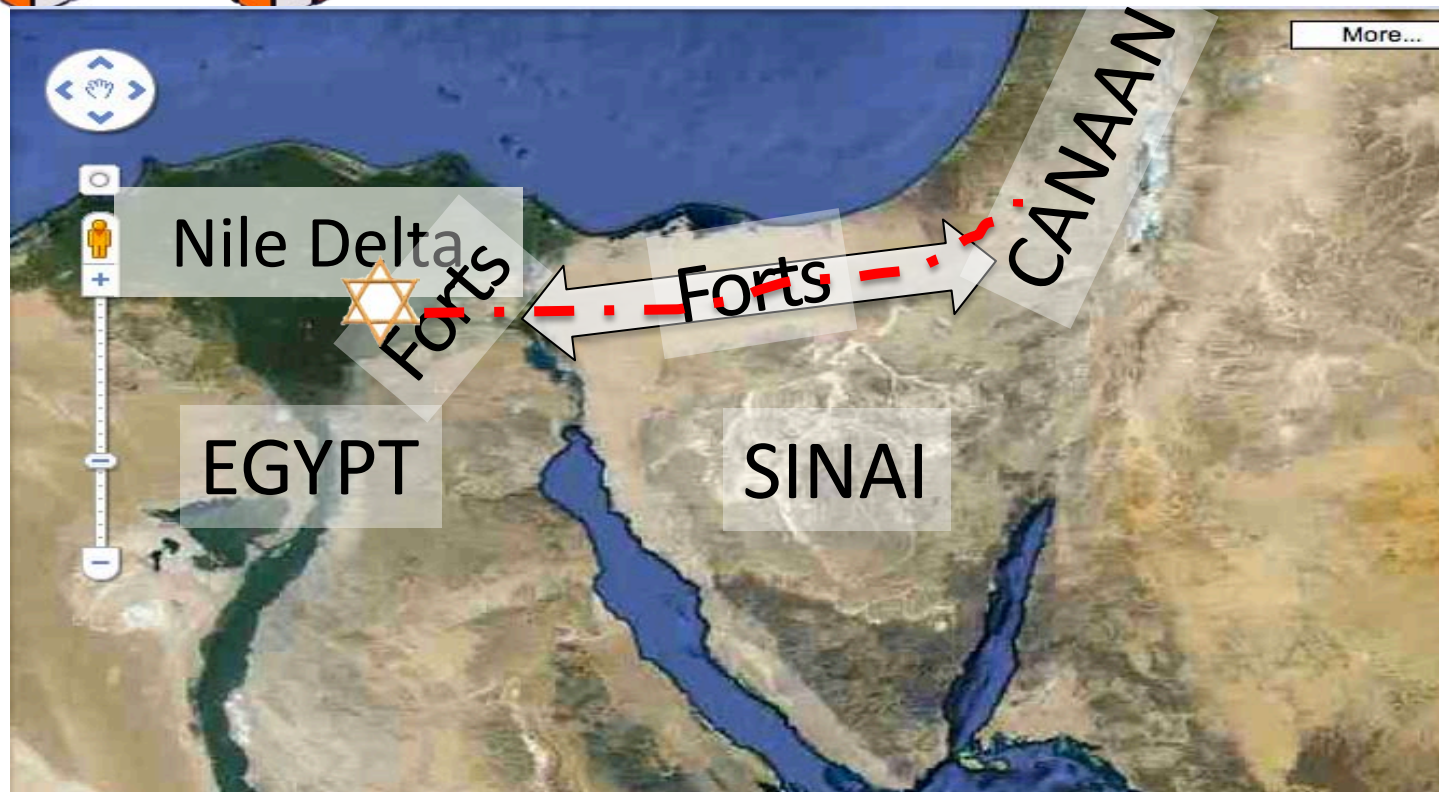 More...
CANAAN
Nile Delta
Forts
Forts
EGYPT
SINAI